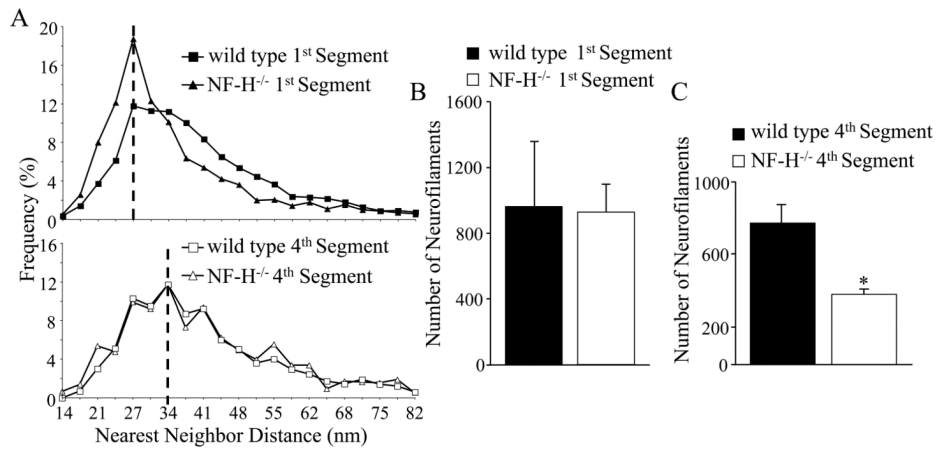 A
20
16
12
8
4
0
wild type 1st Segment
NF-H-/- 1st Segment
Frequency (%)
16
12
8
4
0
wild type 4th Segment
NF-H-/- 4th Segment
14 21 27 34 41 48 55 62 68 75 82
Nearest Neighbor Distance (nm)
wild type 1st Segment
NF-H-/- 1st Segment
B
Number of Neurofilaments
1600
1200
800
400
0
C
wild type 4th Segment
NF-H-/- 4th Segment
Number of Neurofilaments
1000
600
400
200
0
*